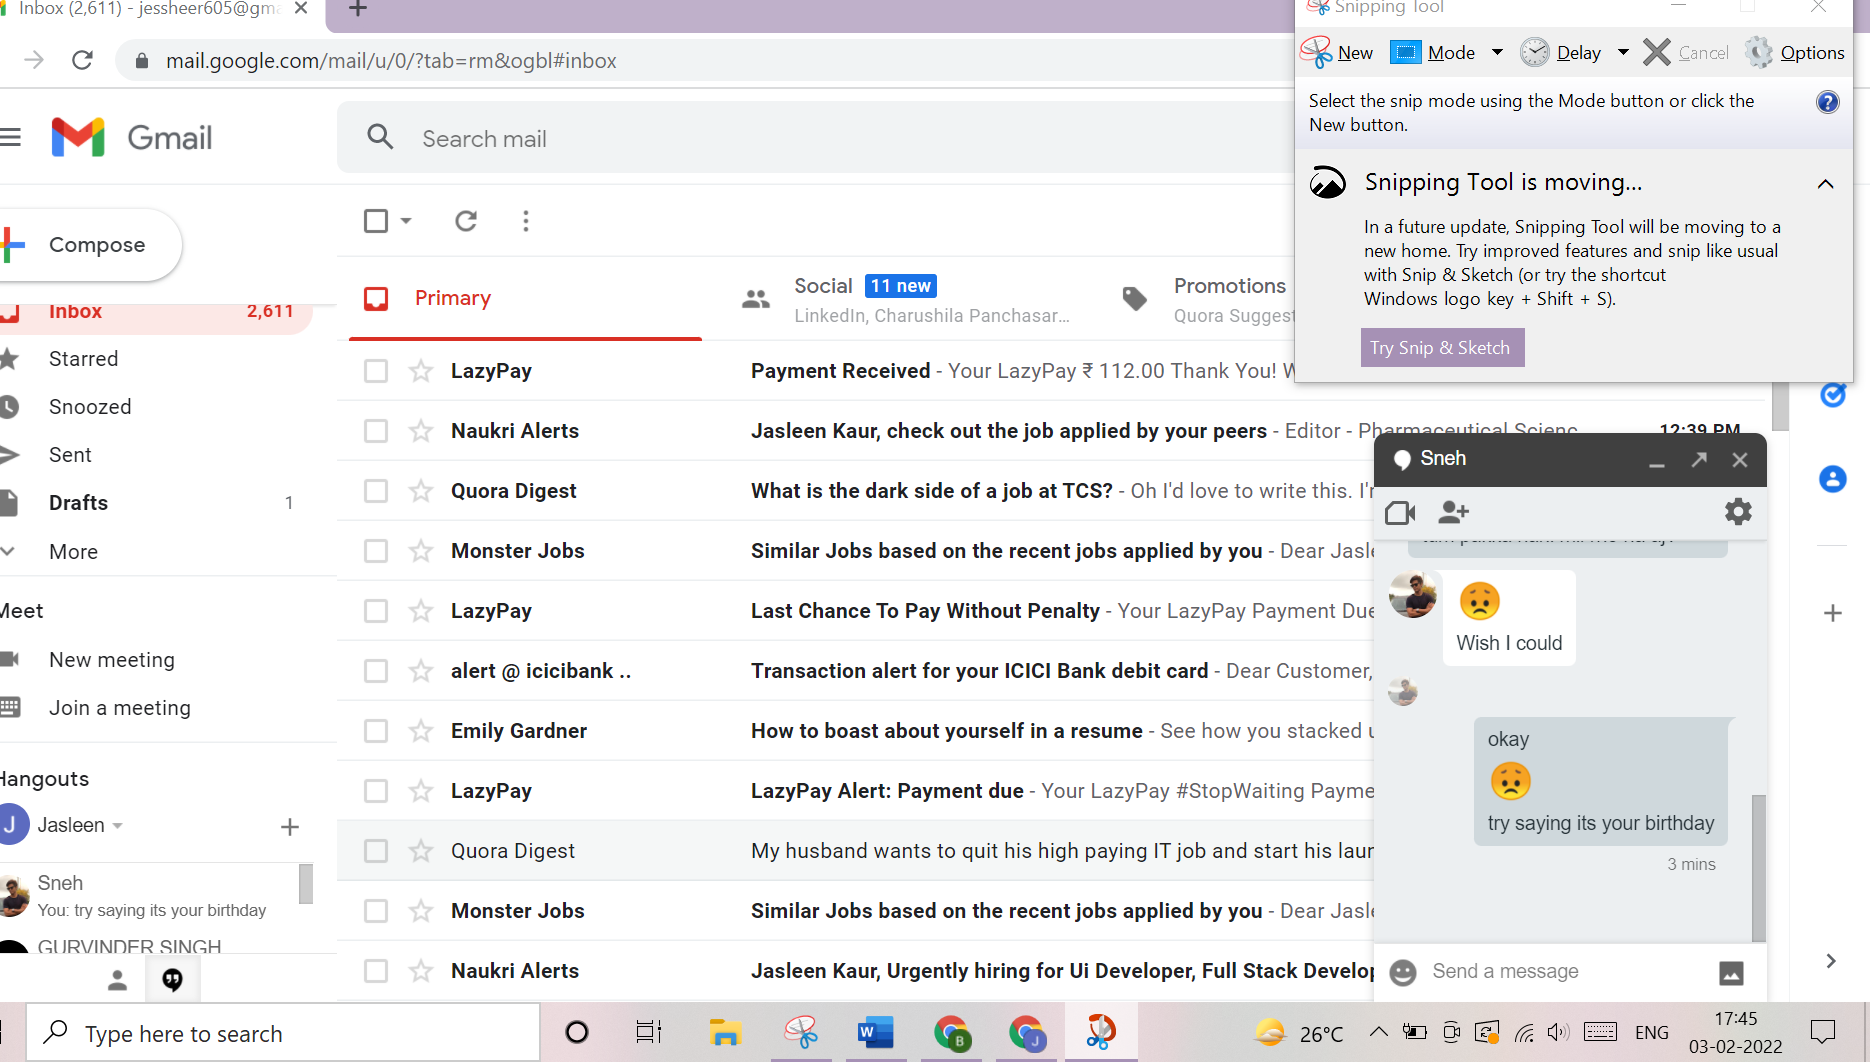 Inbox (2,611) - jessheer605@gma
Snipping Tool
mail.google.com/mail/u/0/?tab=rm&ogbl#inbox
New Mode Delay Cancel Options
Select the snip mode using the Mode button or click the
New button.
Snipping Tool is moving...
In a future update, Snipping Tool will be moving to a
new home. Try improved features and snip like usual
with Snip & Sketch (or try the shortcut
Windows logo key + Shift + S).
Try Snip & Sketch
Gmail
Search mail
Compose
Inbox 2,611
Starred
Snoozed
Sent
Drafts 1
More
Meet
New meeting
Join a meeting
Hangouts
Jasleen
Sneh
You: try saying its your birthday
GURVINDER SINGH
Primary
Social 11 new
LinkedIn, Charushila Panchasar...
Promotions
Quora Suggest
LazyPay Payment Received - Your LazyPay ₹ 112.00 Thank You! W
Naukri Alerts Jasleen Kaur, check out the job applied by your peers - Editor - Pharmaceutical Scienc 12:39 PM
Quora Digest What is the dark side of a job at TCS? - Oh I'd love to write this. I'
Monster Jobs Similar Jobs based on the recent jobs applied by you - Dear Jasle
LazyPay Last Chance To Pay Without Penalty - Your LazyPay Payment Due
alert @ icicibank .. Transaction alert for your ICICI Bank debit card - Dear Customer,
Emily Gardner How to boast about yourself in a resume - See how you stacked u
LazyPay LazyPay Alert: Payment due - Your LazyPay #StopWaiting Payme
Quora Digest My husband wants to quit his high paying IT job and start his laun
Monster Jobs Similar Jobs based on the recent jobs applied by you - Dear Jasle
Naukri Alerts Jasleen Kaur, Urgently hiring for Ui Developer, Full Stack Develop
Sneh
😞
Wish I could
okay
😞
try saying its your birthday
3 mins
Send a message
Type here to search
26°C
ENG
17:45
03-02-2022